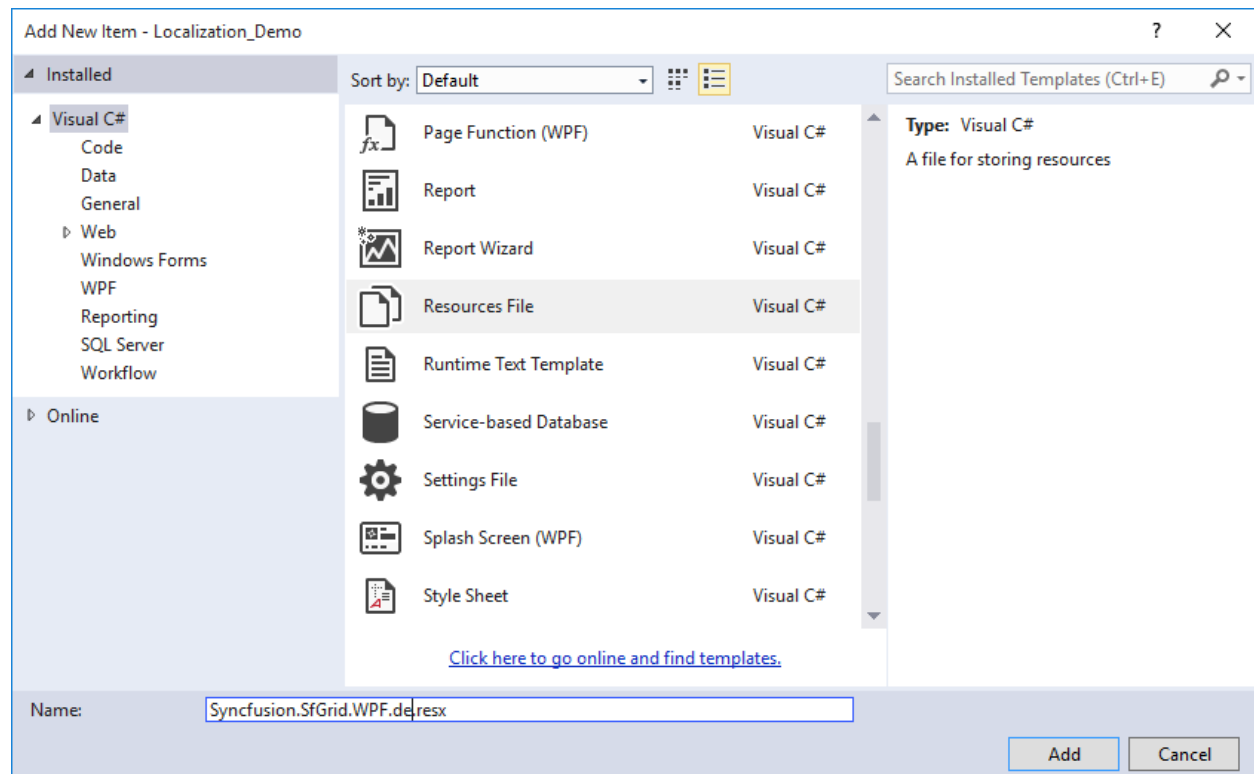 Add New Item - Localization_Demo
?
Installed
Sort by: Default
Search Installed Templates (Ctrl+E)
Visual C#
Code
Data
General
Web
Windows Forms
WPF
Reporting
SQL Server
Workflow
Online
Page Function (WPF) Visual C#
Report Visual C#
Report Wizard Visual C#
Resources File Visual C#
Runtime Text Template Visual C#
Service-based Database Visual C#
Settings File Visual C#
Splash Screen (WPF) Visual C#
Style Sheet Visual C#
Click here to go online and find templates.
Type: Visual C#
A file for storing resources
Name: Syncfusion.SfGrid.WPF.de.resx
Add Cancel